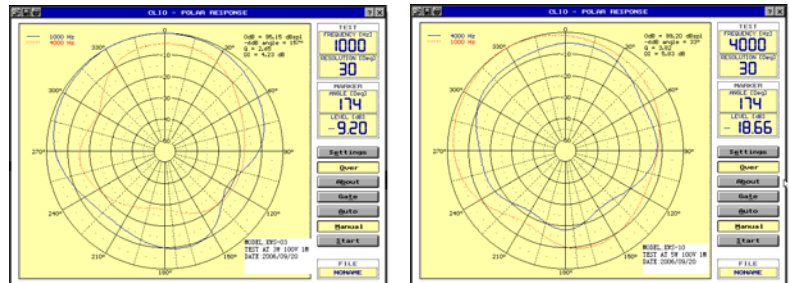 CLIO - POLAR RESPONSE
1000 Hz
4000 Hz
0dB = 95,15 dBspl
-6dB angle = 157°
Q = 2,65
DI = 4,23 dB
0
330°
30°
300°
60°
270°
90°
240°
120°
210°
150°
180°
MODEL,EWS-03
TEST AT 3W 100V 1M
DATE 2006/09/20
TEST
FREQUENCY [Hz]
1000
RESOLUTION [Deg]
30
MARKER
ANGLE [Deg]
174
LEVEL [dB]
-9.20
Settings
Over
About
Gate
Auto
Manual
Start
FILE
NONAME
CLIO - POLAR RESPONSE
4000 Hz
1000 Hz
0dB = 98,20 dBspl
-6dB angle = 33°
Q = 3,82
DI = 5,83 dB
0
330°
30°
300°
60°
270°
90°
240°
120°
210°
150°
180°
MODEL,EWS-10
TEST AT 5W 100V 1M
DATE 2006/09/20
TEST
FREQUENCY [Hz]
4000
RESOLUTION [Deg]
30
MARKER
ANGLE [Deg]
174
LEVEL [dB]
-18.66
Settings
Over
About
Gate
Auto
Manual
Start
FILE
NONAME